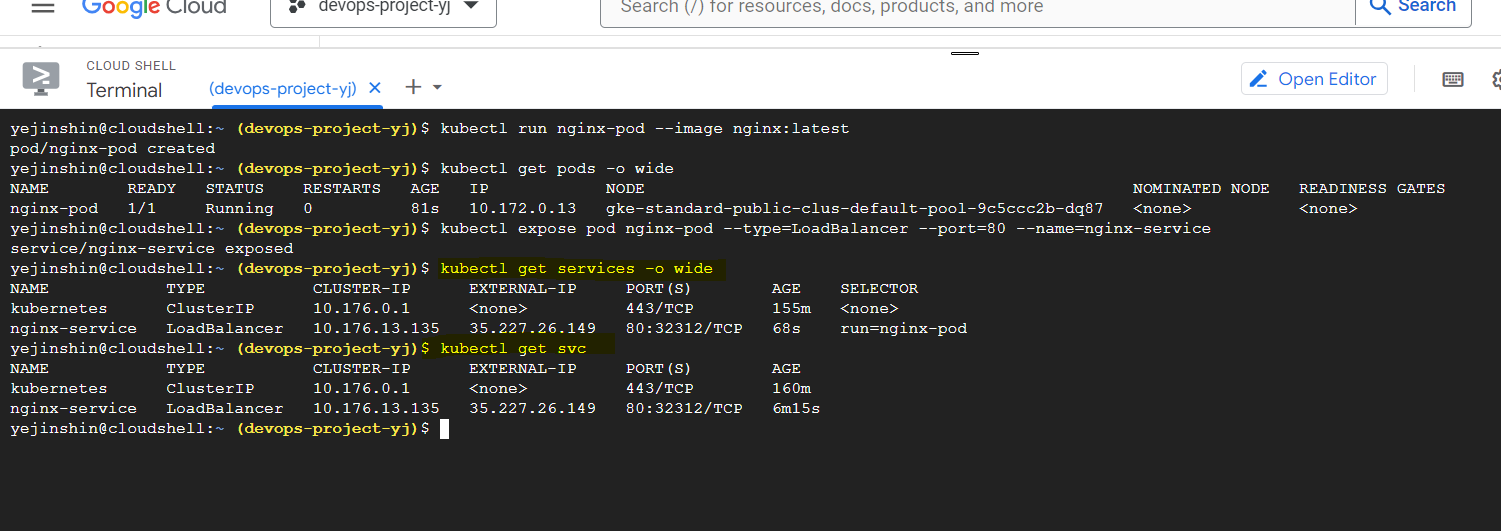 Google Cloud
devops-project-yj
Search (/) for resources, docs, products, and more
Search
CLOUD SHELL
Terminal
(devops-project-yj)
Open Editor
yejinshin@cloudshell:~ (devops-project-yj)$ kubectl run nginx-pod --image nginx:latest
pod/nginx-pod created
yejinshin@cloudshell:~ (devops-project-yj)$ kubectl get pods -o wide
NAME READY STATUS RESTARTS AGE IP NODE NOMINATED NODE READINESS GATES
nginx-pod 1/1 Running 0 81s 10.172.0.13 gke-standard-public-clus-default-pool-9c5ccc2b-dq87 <none> <none>
yejinshin@cloudshell:~ (devops-project-yj)$ kubectl expose pod nginx-pod --type=LoadBalancer --port=80 --name=nginx-service
service/nginx-service exposed
yejinshin@cloudshell:~ (devops-project-yj)$ kubectl get services -o wide
NAME TYPE CLUSTER-IP EXTERNAL-IP PORT(S) AGE SELECTOR
kubernetes ClusterIP 10.176.0.1 <none> 443/TCP 155m <none>
nginx-service LoadBalancer 10.176.13.135 35.227.26.149 80:32312/TCP 68s run=nginx-pod
yejinshin@cloudshell:~ (devops-project-yj)$ kubectl get svc
NAME TYPE CLUSTER-IP EXTERNAL-IP PORT(S) AGE
kubernetes ClusterIP 10.176.0.1 <none> 443/TCP 160m
nginx-service LoadBalancer 10.176.13.135 35.227.26.149 80:32312/TCP 6m15s
yejinshin@cloudshell:~ (devops-project-yj)$